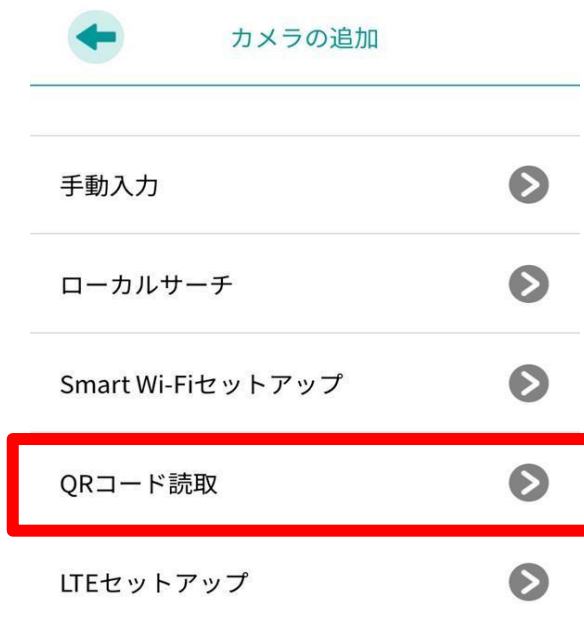 カメラの追加
手動入力
ローカルサーチ
Smart Wi-Fiセットアップ
QRコード読取
LTEセットアップ